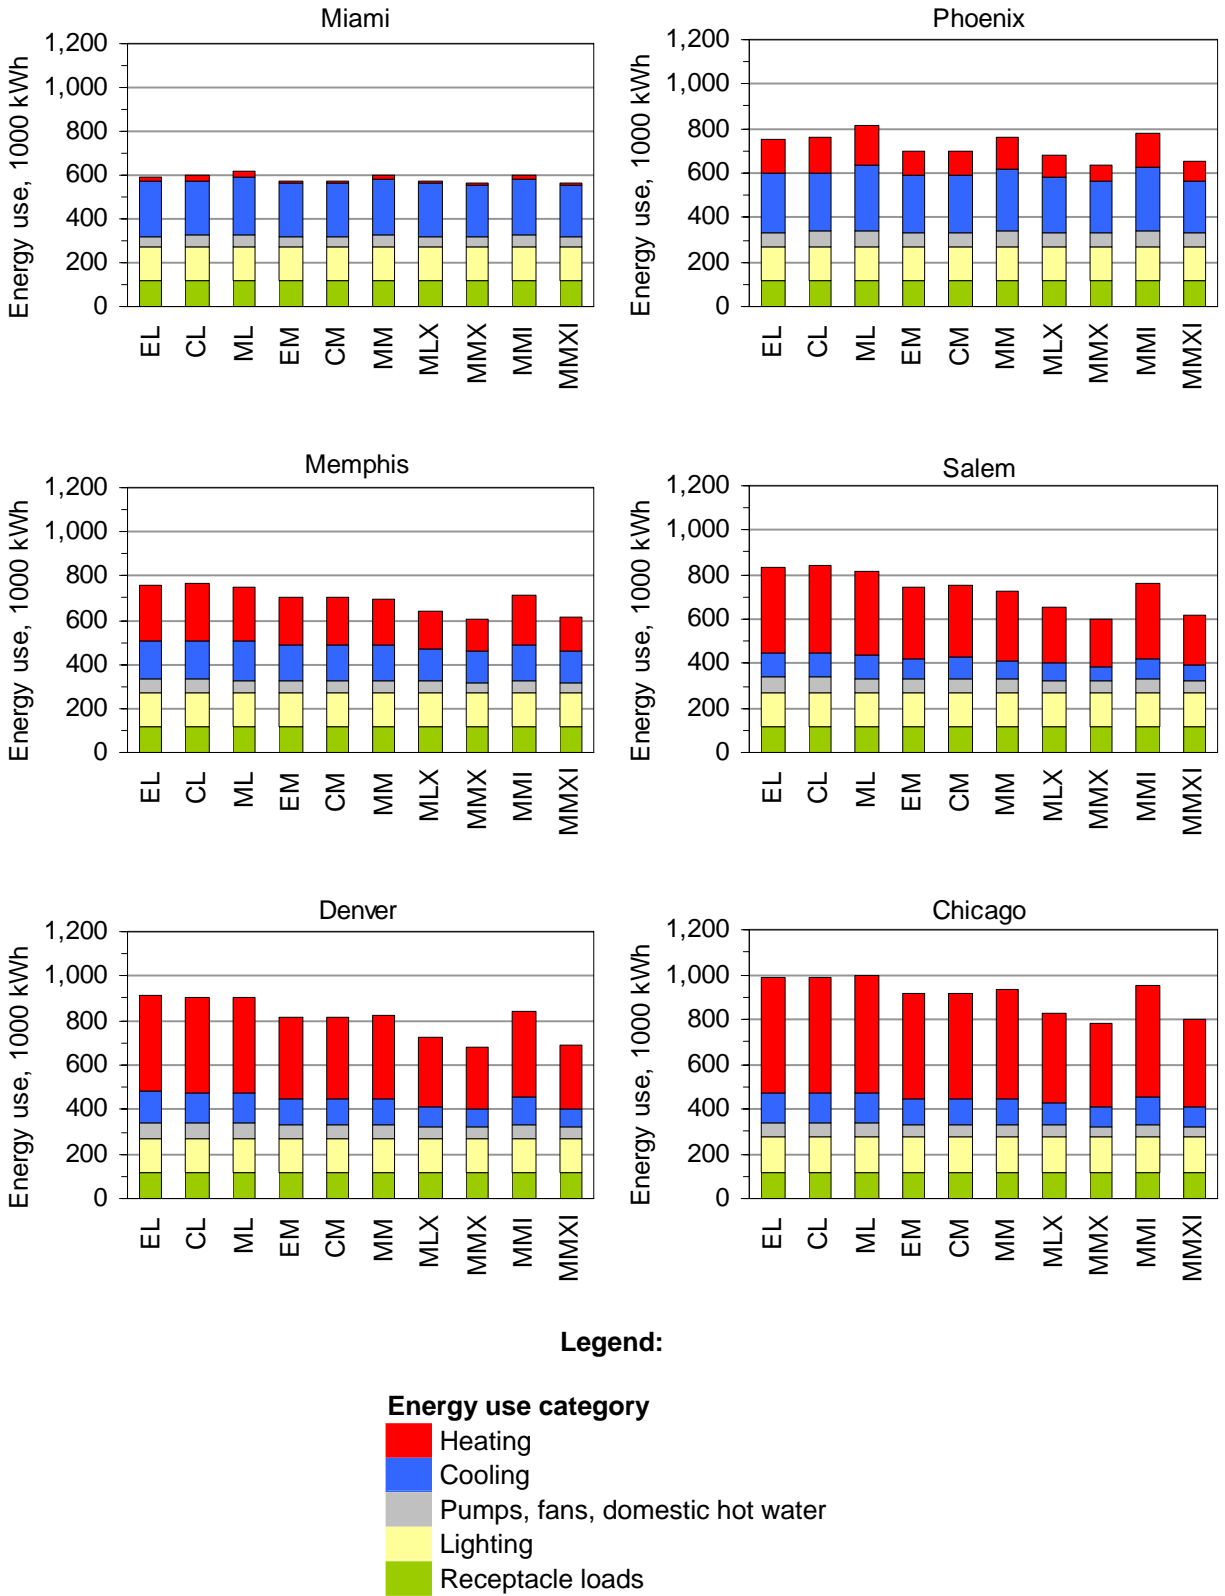 Miami
Energy use, 1000 kWh
1,200
1,000
800
600
400
200
0
EL CL ML EM CM MM MLX MMX MMI MMXI
Phoenix
Energy use, 1000 kWh
1,200
1,000
800
600
400
200
0
EL CL ML EM CM MM MLX MMX MMI MMXI
Memphis
Energy use, 1000 kWh
1,200
1,000
800
600
400
200
0
EL CL ML EM CM MM MLX MMX MMI MMXI
Salem
Energy use, 1000 kWh
1,200
1,000
800
600
400
200
0
EL CL ML EM CM MM MLX MMX MMI MMXI
Denver
Energy use, 1000 kWh
1,200
1,000
800
600
400
200
0
EL CL ML EM CM MM MLX MMX MMI MMXI
Chicago
Energy use, 1000 kWh
1,200
1,000
800
600
400
200
0
EL CL ML EM CM MM MLX MMX MMI MMXI
Legend:
Energy use category
Heating
Cooling
Pumps, fans, domestic hot water
Lighting
Receptacle loads